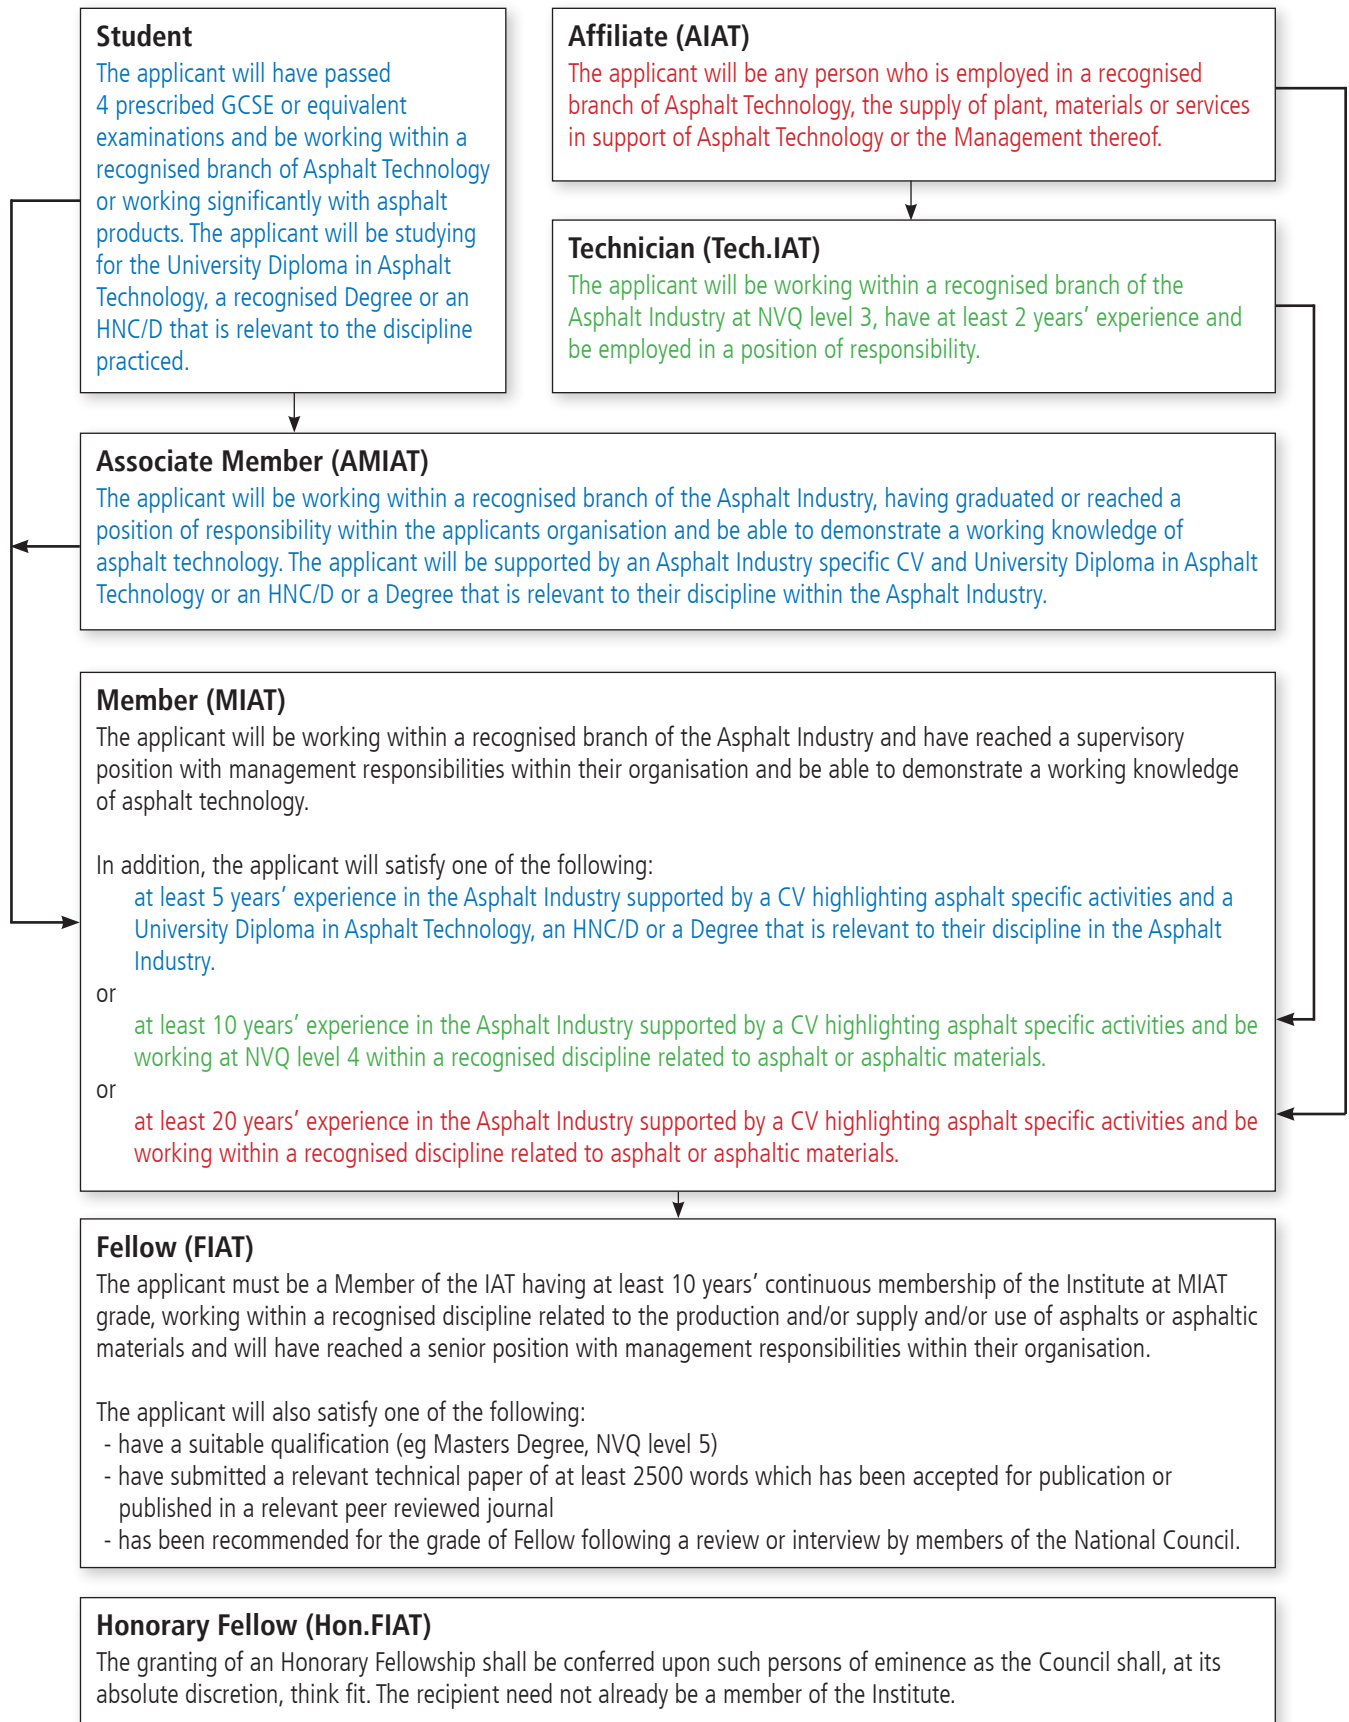 Student
The applicant will have passed
4 prescribed GCSE or equivalent
examinations and be working within a
recognised branch of Asphalt Technology
or working significantly with asphalt
products. The applicant will be studying
for the University Diploma in Asphalt
Technology, a recognised Degree or an
HNC/D that is relevant to the discipline
practiced.
Affiliate (AIAT)
The applicant will be any person who is employed in a recognised
branch of Asphalt Technology, the supply of plant, materials or services
in support of Asphalt Technology or the Management thereof.
Technician (Tech.IAT)
The applicant will be working within a recognised branch of the
Asphalt Industry at NVQ level 3, have at least 2 years’ experience and
be employed in a position of responsibility.
Associate Member (AMIAT)
The applicant will be working within a recognised branch of the Asphalt Industry, having graduated or reached a
position of responsibility within the applicants organisation and be able to demonstrate a working knowledge of
asphalt technology. The applicant will be supported by an Asphalt Industry specific CV and University Diploma in Asphalt
Technology or an HNC/D or a Degree that is relevant to their discipline within the Asphalt Industry.
Member (MIAT)
The applicant will be working within a recognised branch of the Asphalt Industry and have reached a supervisory
position with management responsibilities within their organisation and be able to demonstrate a working knowledge
of asphalt technology.
In addition, the applicant will satisfy one of the following:
at least 5 years’ experience in the Asphalt Industry supported by a CV highlighting asphalt specific activities and a
University Diploma in Asphalt Technology, an HNC/D or a Degree that is relevant to their discipline in the Asphalt
Industry.
or
at least 10 years’ experience in the Asphalt Industry supported by a CV highlighting asphalt specific activities and be
working at NVQ level 4 within a recognised discipline related to asphalt or asphaltic materials.
or
at least 20 years’ experience in the Asphalt Industry supported by a CV highlighting asphalt specific activities and be
working within a recognised discipline related to asphalt or asphaltic materials.
Fellow (FIAT)
The applicant must be a Member of the IAT having at least 10 years’ continuous membership of the Institute at MIAT
grade, working within a recognised discipline related to the production and/or supply and/or use of asphalts or asphaltic
materials and will have reached a senior position with management responsibilities within their organisation.
The applicant will also satisfy one of the following:
- have a suitable qualification (eg Masters Degree, NVQ level 5)
- have submitted a relevant technical paper of at least 2500 words which has been accepted for publication or
published in a relevant peer reviewed journal
- has been recommended for the grade of Fellow following a review or interview by members of the National Council.
Honorary Fellow (Hon.FIAT)
The granting of an Honorary Fellowship shall be conferred upon such persons of eminence as the Council shall, at its
absolute discretion, think fit. The recipient need not already be a member of the Institute.